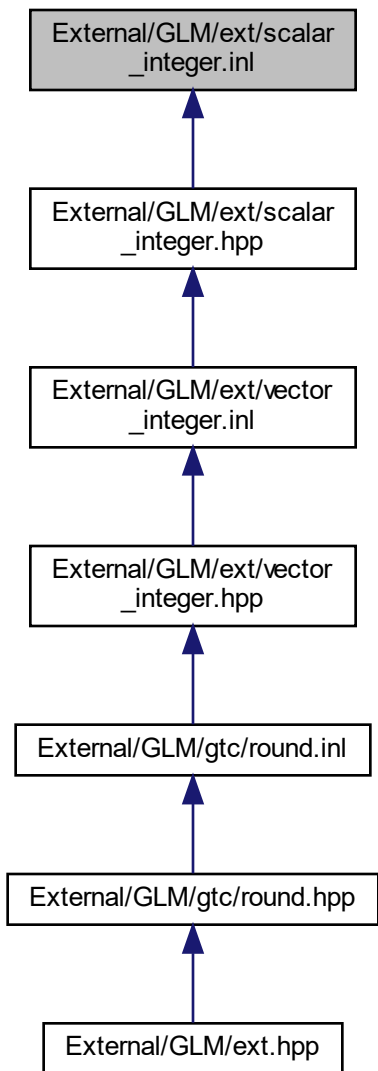 External/GLM/ext/scalar
_integer.inl
External/GLM/ext/scalar
_integer.hpp
External/GLM/ext/vector
_integer.inl
External/GLM/ext/vector
_integer.hpp
External/GLM/gtc/round.inl
External/GLM/gtc/round.hpp
External/GLM/ext.hpp